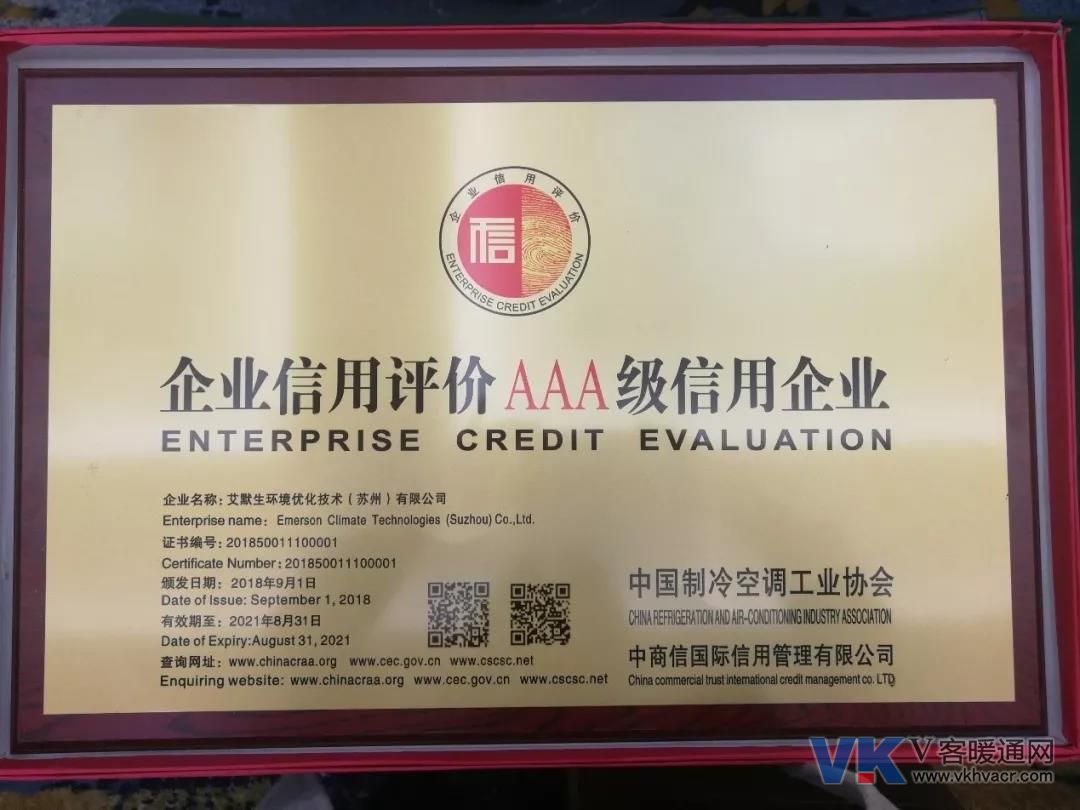 企业信用评价
信
ENTERPRISE CREDIT EVALUATION
企业信用评价AAA级信用企业
ENTERPRISE CREDIT EVALUATION
企业名称：艾默生环境优化技术（苏州）有限公司
Enterprise name： Emerson Climate Technologies (Suzhou) Co.,Ltd.
证书编号：201850011100001
Certificate Number：201850011100001
颁发日期：2018年9月1日
Date of Issue: September 1, 2018
有效期至：2021年8月31日
Date of Expiry:August 31, 2021
查询网址：www.chinacraa.org www.cec.gov.cn www.cscsc.net
Enquiring website: www.chinacraa.org www.cec.gov.cn www.cscsc.net
中国制冷空调工业协会
CHINA REFRIGERATION AND AIR-CONDITIONING INDUSTRY ASSOCIATION
中商信国际信用管理有限公司
China commercial trust international credit management co. LTD
VK V客暖通网
www.vkhvacr.com